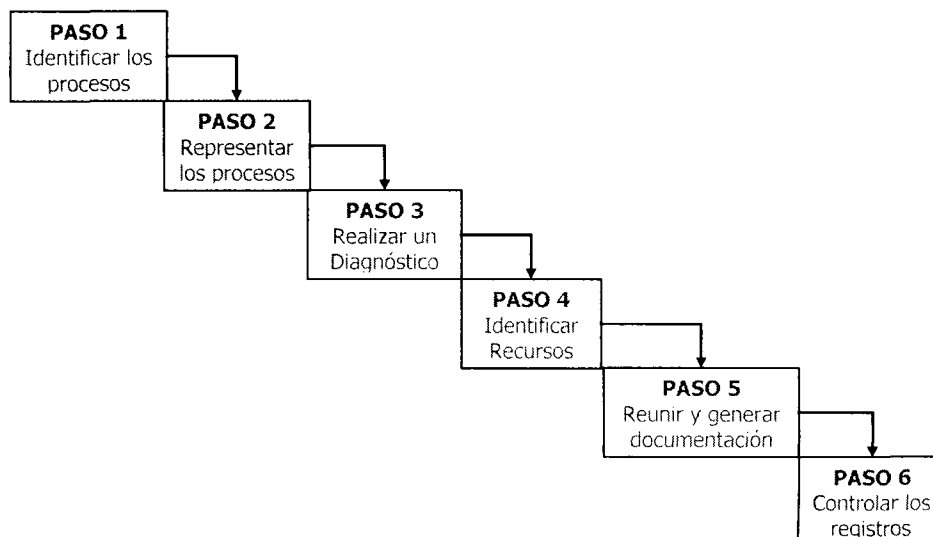 PASO 1
Identificar los
procesos
PASO 2
Representar
los procesos
PASO 3
Realizar un
Diagnóstico
PASO 4
Identificar
Recursos
PASO 5
Reunir y generar
documentación
PASO 6
Controlar los
registros